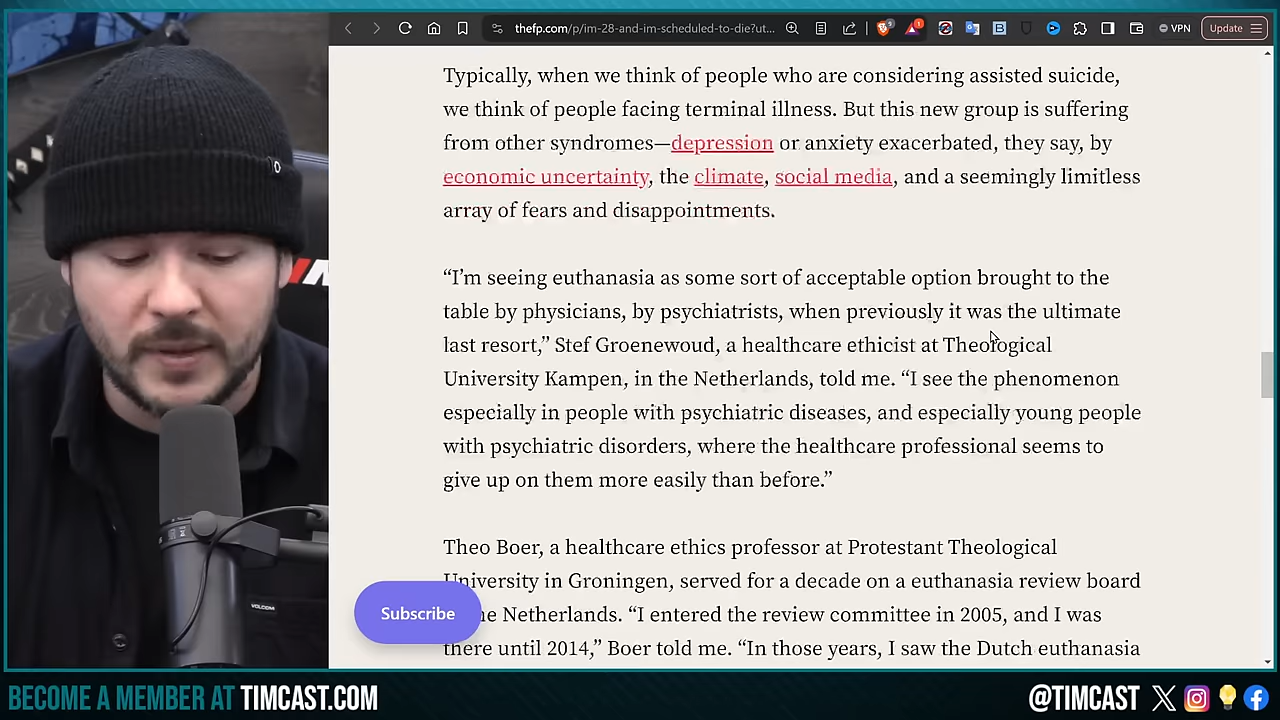 thefp.com/p/im-28-and-im-scheduled-to-die?ut...
VPN
Update
Typically, when we think of people who are considering assisted suicide,
we think of people facing terminal illness. But this new group is suffering
from other syndromes—depression or anxiety exacerbated, they say, by
economic uncertainty, the climate, social media, and a seemingly limitless
array of fears and disappointments.
“I’m seeing euthanasia as some sort of acceptable option brought to the
table by physicians, by psychiatrists, when previously it was the ultimate
last resort,” Stef Groenewoud, a healthcare ethicist at Theological
University Kampen, in the Netherlands, told me. “I see the phenomenon
especially in people with psychiatric diseases, and especially young people
with psychiatric disorders, where the healthcare professional seems to
give up on them more easily than before.”
Theo Boer, a healthcare ethics professor at Protestant Theological
University in Groningen, served for a decade on a euthanasia review board
Netherlands. “I entered the review committee in 2005, and I was
there until 2014,” Boer told me. “In those years, I saw the Dutch euthanasia
Subscribe
VOLCOM
BECOME A MEMBER AT TIMCAST.COM
@TIMCAST